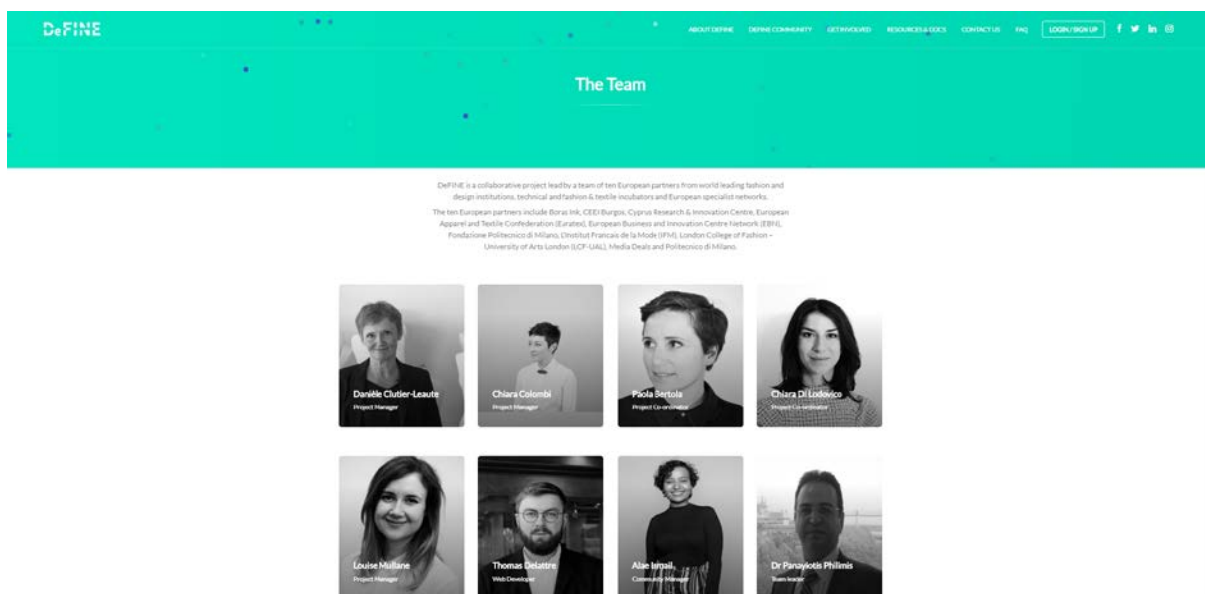 DeFINE
ABOUT DEFINE DEFINE COMMUNITY GET INVOLVED RESOURCES & DOCS CONTACT US FAQ LOGIN / SIGN UP
The Team
DeFINE is a collaborative project lead by a team of ten European partners from world leading fashion and
design institutions, technical and fashion & textile incubators and European specialist networks.
The ten European partners include Boras Ink, CEEI Burgos, Cyprus Research & Innovation Centre, European
Apparel and Textile Confederation (Euratex), European Business and Innovation Centre Network (EBN),
Fondazione Politecnico di Milano, L'Institut Francais de la Mode (IFM), London College of Fashion –
University of Arts London (LCF-UAL), Media Deals and Politecnico di Milano.
Danièle Clutier-Leaute
Project Manager
Chiara Colombi
Project Manager
Paola Bertola
Project Co-ordinator
Chiara Di Lodovico
Project Co-ordinator
Louise Mullane
Project Manager
Thomas Delattre
Web Developer
Alae Ismail
Community Manager
Dr Panayiotis Philimis
Team leader